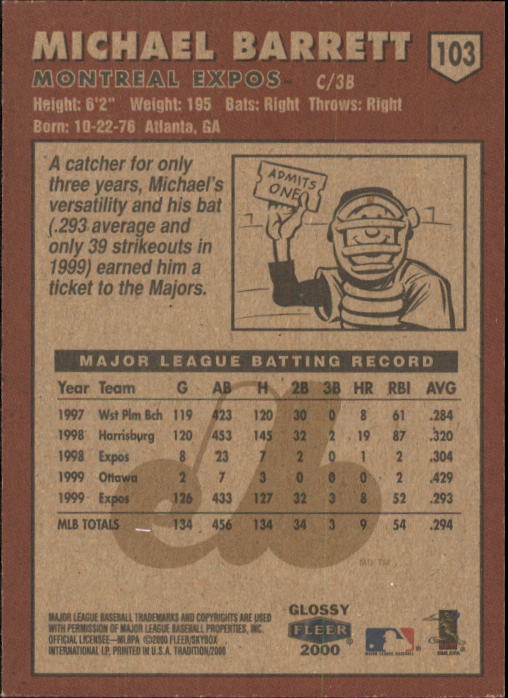 MICHAEL BARRETT
103
MONTREAL EXPOS™ C/3B
Height: 6'2" Weight: 195 Bats: Right Throws: Right
Born: 10-22-76 Atlanta, GA
A catcher for only
three years, Michael's
versatility and his bat
(.293 average and
only 39 strikeouts in
1999) earned him a
ticket to the Majors.
ADMITS
ONE
MAJOR LEAGUE BATTING RECORD
Year Team G AB H 2B 3B HR RBI AVG
1997 Wst Plm Bch 119 423 120 30 0 8 61 .284
1998 Harrisburg 120 453 145 32 2 19 87 .320
1998 Expos 8 23 7 2 0 1 2 .304
1999 Ottawa 2 7 3 0 0 0 2 .429
1999 Expos 126 433 127 32 3 8 52 .293
MLB TOTALS 134 456 134 34 3 9 54 .294
MAJOR LEAGUE BASEBALL TRADEMARKS AND COPYRIGHTS ARE USED
WITH PERMISSION OF MAJOR LEAGUE BASEBALL PROPERTIES, INC.
OFFICIAL LICENSEE—MLBPA ©2000 FLEER/SKYBOX
INTERNATIONAL LP. PRINTED IN U.S.A. TRADITION/2000
GLOSSY
FLEER
2000
MAJOR LEAGUE BASEBALL